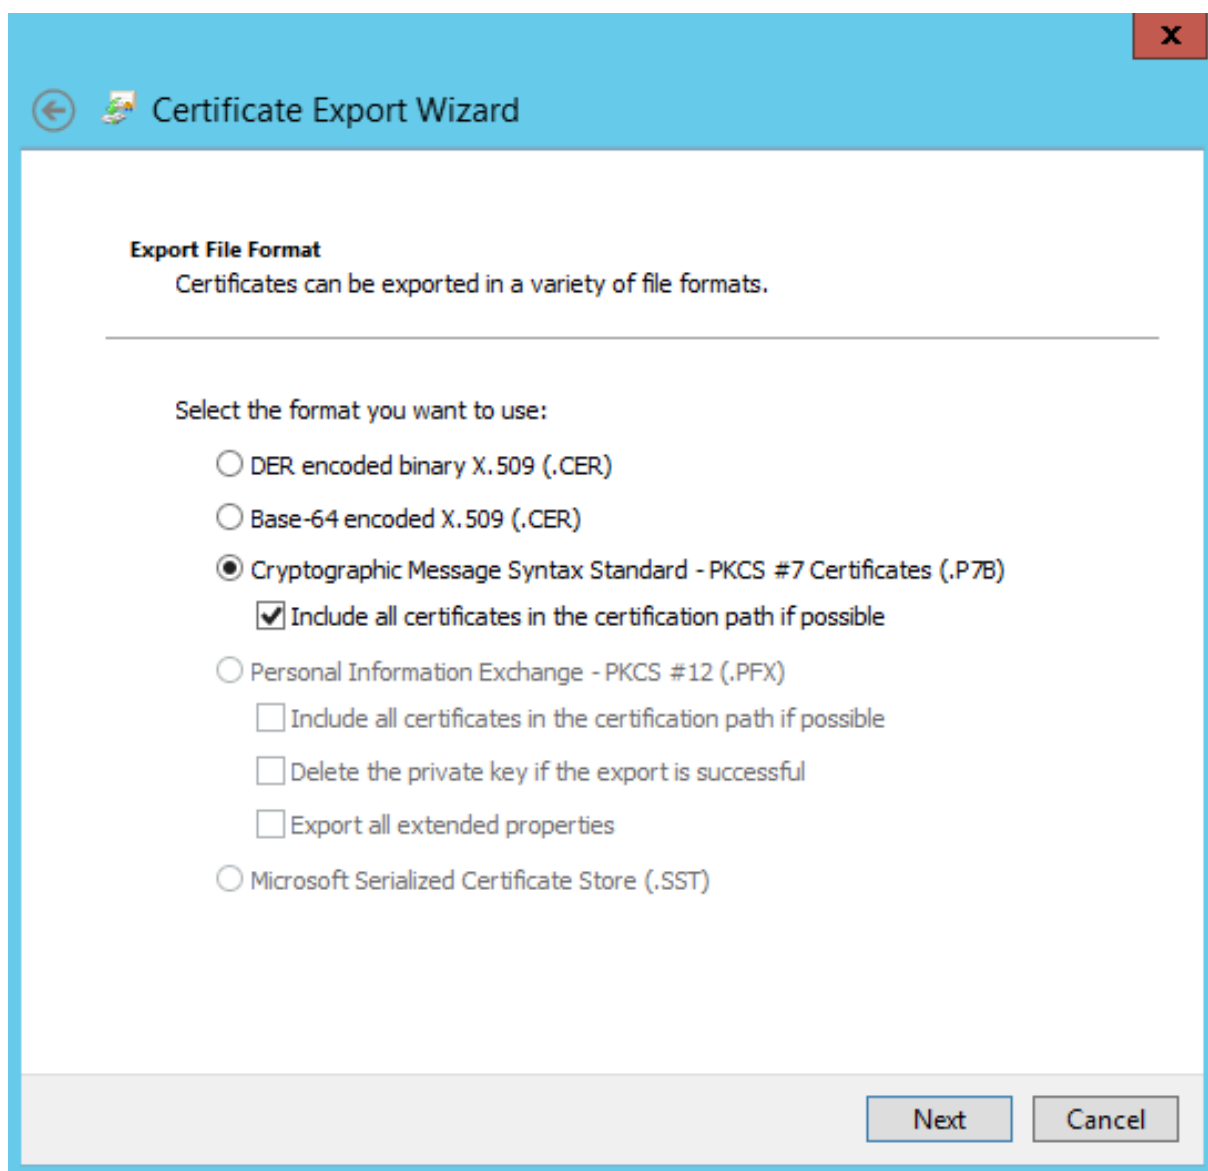 x
Certificate Export Wizard
Export File Format
Certificates can be exported in a variety of file formats.
Select the format you want to use:
DER encoded binary X.509 (.CER)
Base-64 encoded X.509 (.CER)
Cryptographic Message Syntax Standard - PKCS #7 Certificates (.P7B)
Include all certificates in the certification path if possible
Personal Information Exchange - PKCS #12 (.PFX)
Include all certificates in the certification path if possible
Delete the private key if the export is successful
Export all extended properties
Microsoft Serialized Certificate Store (.SST)
Next Cancel